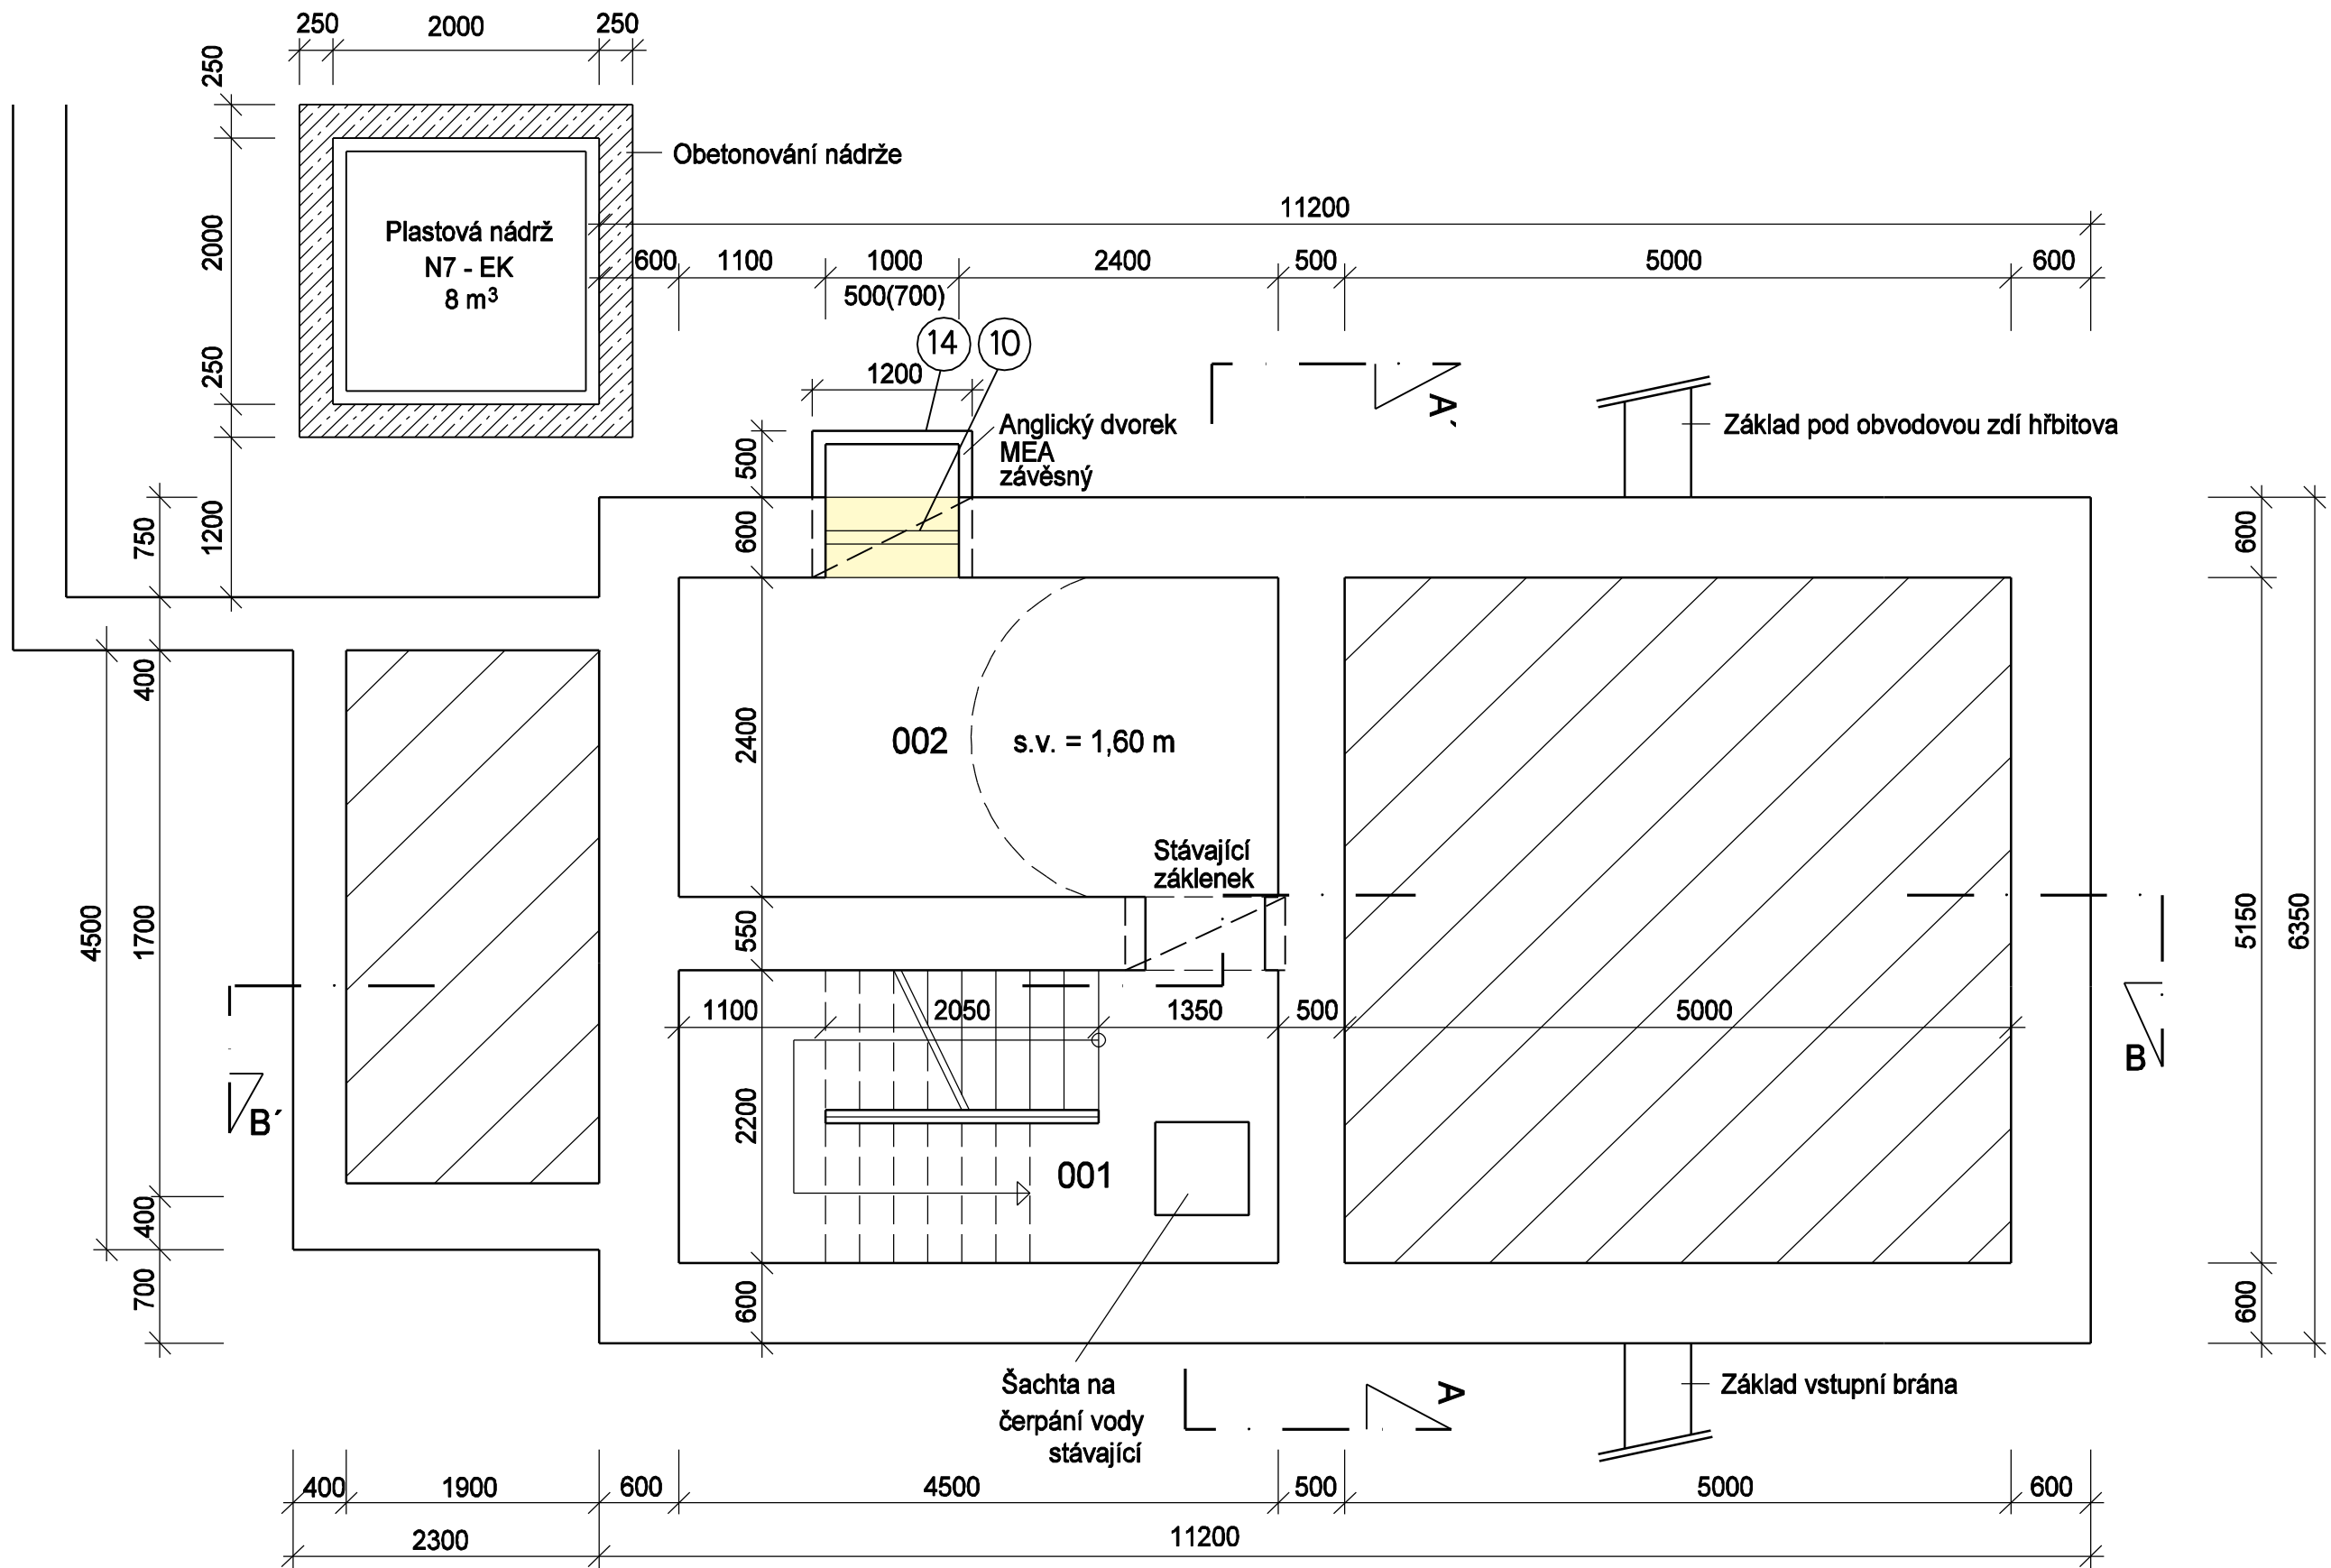 250 2000 250
250
2000
250
1200
Obetonování nádrže
Plastová nádrž
N7 - EK
8 m³
11200
600 1100 1000 2400 500 5000 600
500(700)
14 10
1200
A´
Anglický dvorek
MEA
závěsný
Základ pod obvodovou zdí hřbitova
500
600
2400
550
2200
600
750
400
1700
400
700
4500
600
5150
600
6350
002 s.v. = 1,60 m
Stávající
záklenek
1100 2050 1350 500 5000
B
B´
001
Šachta na
čerpání vody
stávající
A
Základ vstupní brána
400 1900 600 4500 500 5000 600
2300 11200